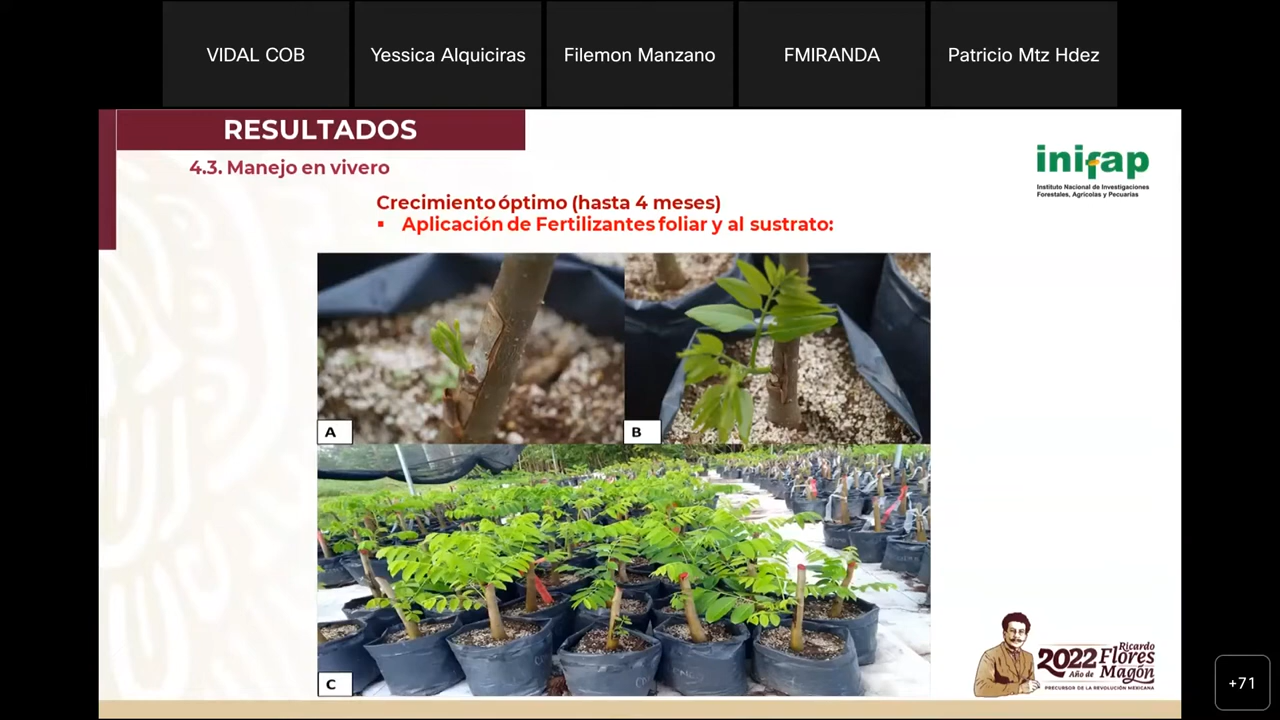 VIDAL COB
Yessica Alquiciras
Filemon Manzano
FMIRANDA
Patricio Mtz Hdez
RESULTADOS
4.3. Manejo en vivero
inifap
Instituto Nacional de Investigaciones
Forestales, Agrícolas y Pecuarias
Crecimiento óptimo (hasta 4 meses)
▪ Aplicación de Fertilizantes foliar y al sustrato:
A
B
C
2022 Ricardo
Año de Flores
Magón
PRECURSOR DE LA REVOLUCIÓN MEXICANA
+71